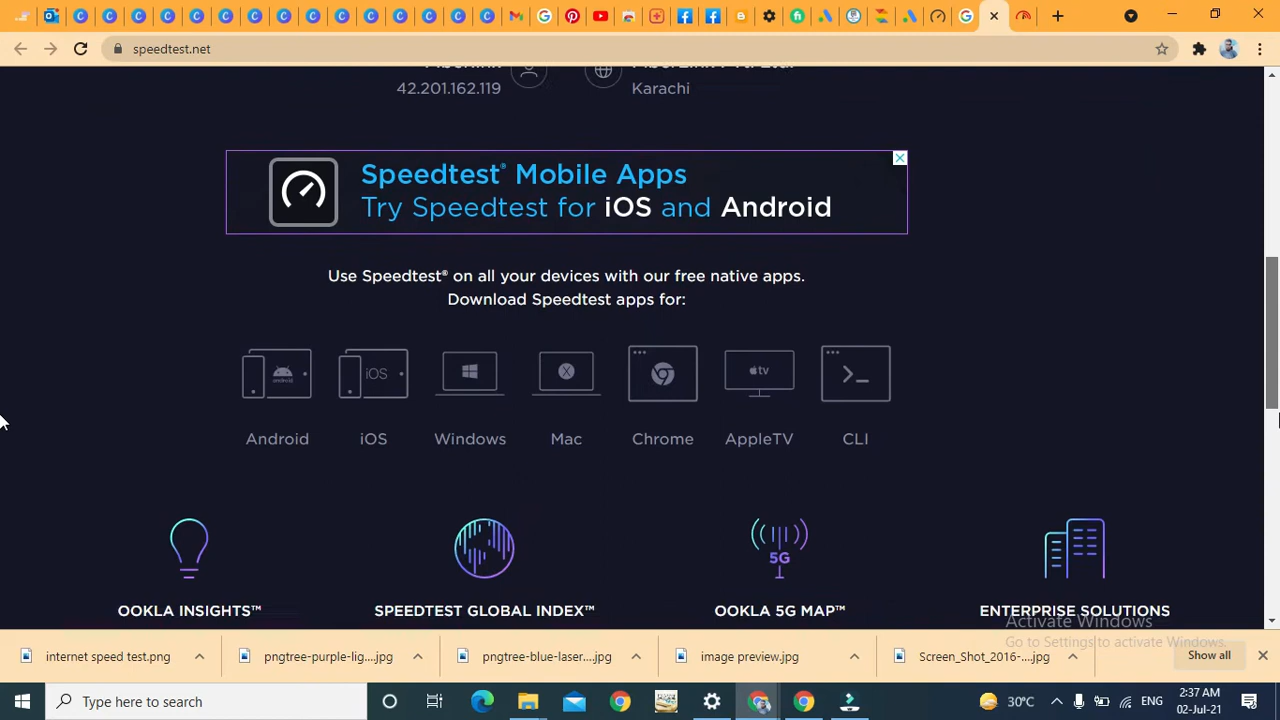 speedtest.net
42.201.162.119
Karachi
Speedtest® Mobile Apps
Try Speedtest for iOS and Android
Use Speedtest® on all your devices with our free native apps.
Download Speedtest apps for:
android
iOS
X
tv
Android
iOS
Windows
Mac
Chrome
AppleTV
CLI
5G
OOKLA INSIGHTS™
SPEEDTEST GLOBAL INDEX™
OOKLA 5G MAP™
ENTERPRISE SOLUTIONS
Activate Windows
Go to Settings to activate Windows.
internet speed test.png
pngtree-purple-lig....jpg
pngtree-blue-laser....jpg
image preview.jpg
Screen_Shot_2016-....jpg
Show all
Type here to search
30°C
ENG
2:37 AM
02-Jul-21